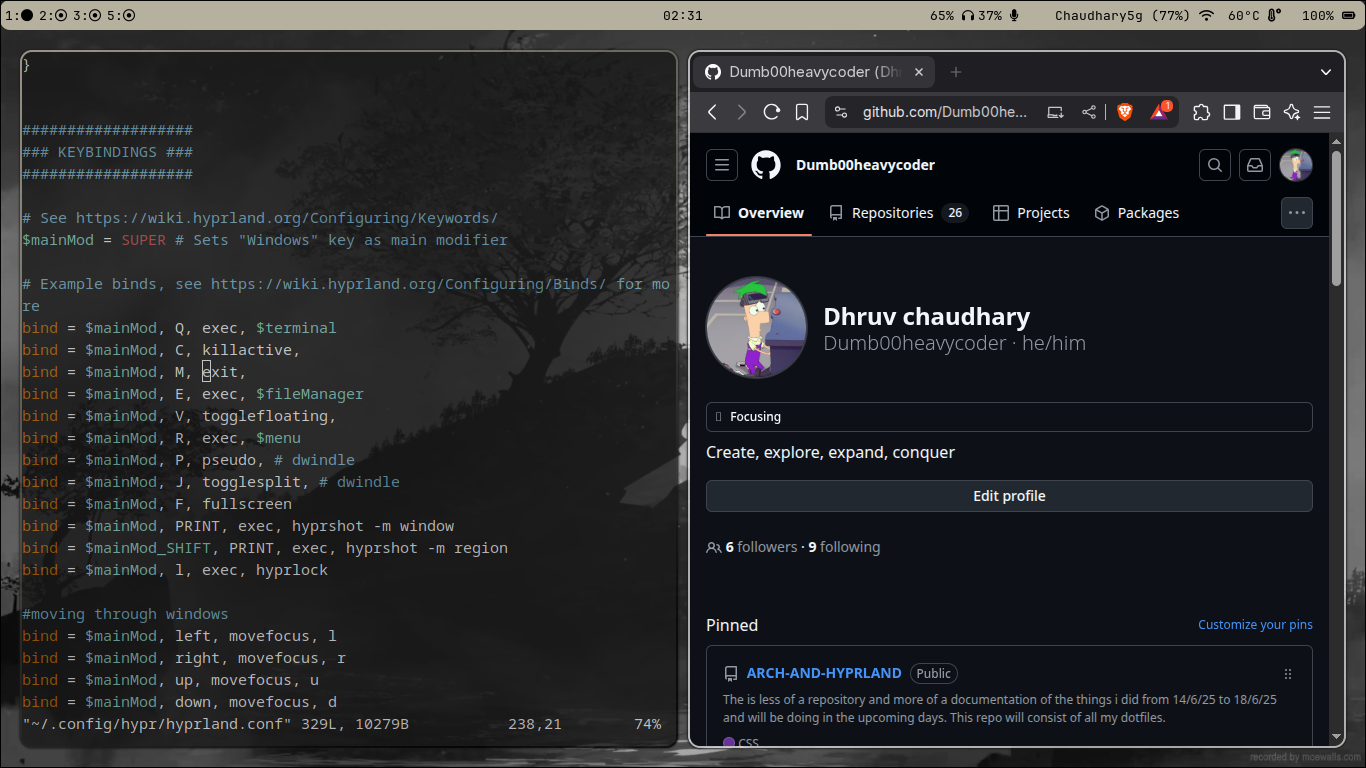 1: 2: 3: 5:
02:31
65% 37% Chaudhary5g (77%) 60°C 100%
}
###################
### KEYBINDINGS ###
###################
# See https://wiki.hyprland.org/Configuring/Keywords/
$mainMod = SUPER # Sets "Windows" key as main modifier
# Example binds, see https://wiki.hyprland.org/Configuring/Binds/ for mo
re
bind = $mainMod, Q, exec, $terminal
bind = $mainMod, C, killactive,
bind = $mainMod, M, exit,
bind = $mainMod, E, exec, $fileManager
bind = $mainMod, V, togglefloating,
bind = $mainMod, R, exec, $menu
bind = $mainMod, P, pseudo, # dwindle
bind = $mainMod, J, togglesplit, # dwindle
bind = $mainMod, F, fullscreen
bind = $mainMod, PRINT, exec, hyprshot -m window
bind = $mainMod_SHIFT, PRINT, exec, hyprshot -m region
bind = $mainMod, l, exec, hyprlock
#moving through windows
bind = $mainMod, left, movefocus, l
bind = $mainMod, right, movefocus, r
bind = $mainMod, up, movefocus, u
bind = $mainMod, down, movefocus, d
"~/.config/hypr/hyprland.conf" 329L, 10279B 238,21 74%
Dumb00heavycoder (Dh
github.com/Dumb00he... 1
Dumb00heavycoder
Overview Repositories 26 Projects Packages
Dhruv chaudhary
Dumb00heavycoder · he/him
Focusing
Create, explore, expand, conquer
Edit profile
6 followers · 9 following
Pinned Customize your pins
ARCH-AND-HYPRLAND Public
The is less of a repository and more of a documentation of the things i did from 14/6/25 to 18/6/25
and will be doing in the upcoming days. This repo will consist of all my dotfiles.
CSS
recorded by moewalls.com